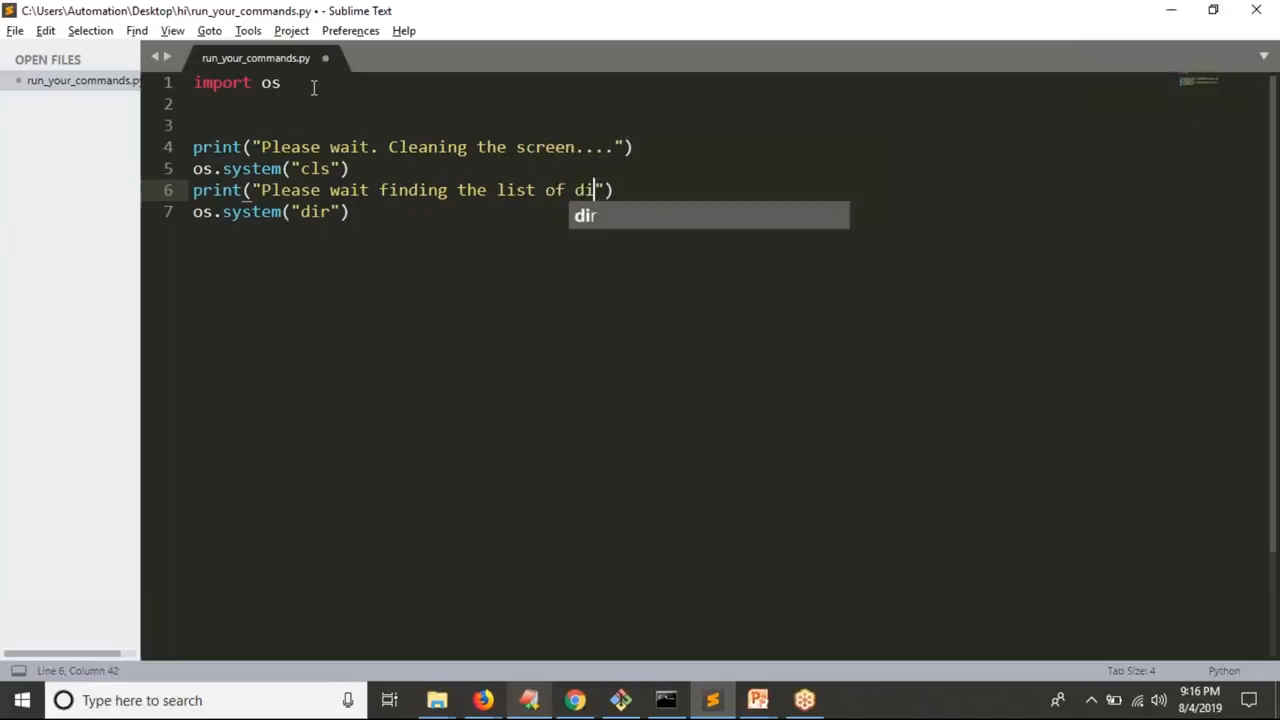 C:\Users\Automation\Desktop\hi\run_your_commands.py • - Sublime Text
File Edit Selection Find View Goto Tools Project Preferences Help
OPEN FILES
run_your_commands.py
run_your_commands.py
1 import os
2
3
4 print("Please wait. Cleaning the screen....")
5 os.system("cls")
6 print("Please wait finding the list of di")
7 os.system("dir")
dir
Line 6, Column 42
Tab Size: 4
Python
Type here to search
9:16 PM
8/4/2019